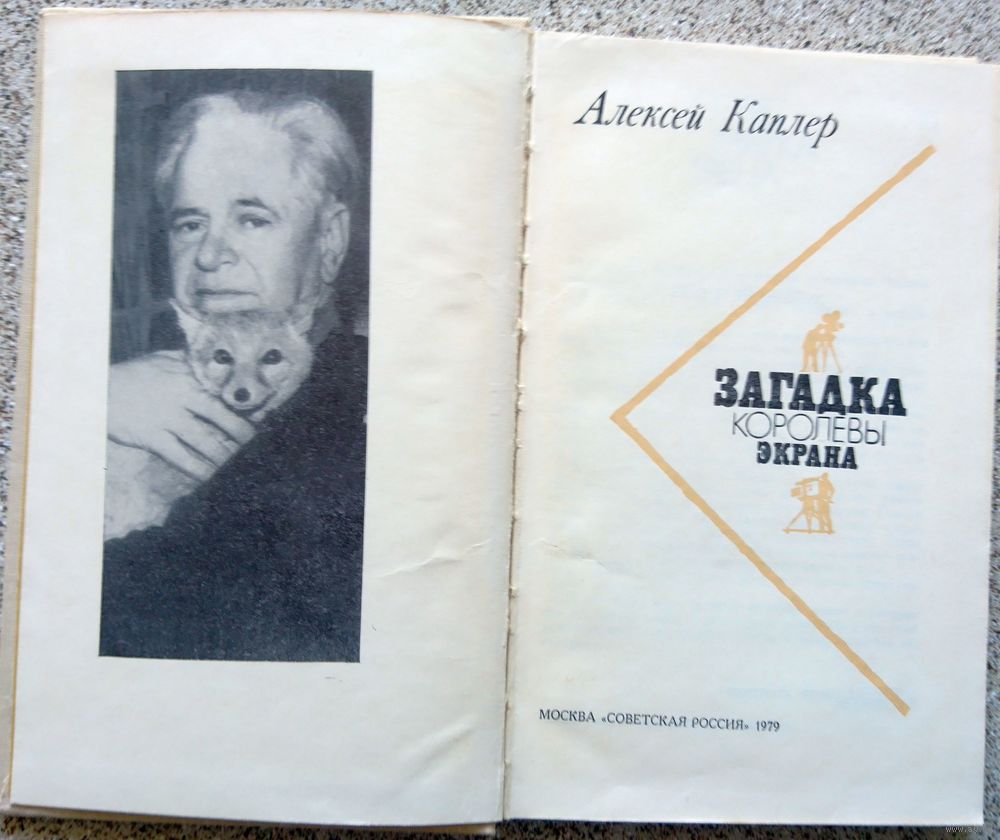 Алексей Каплер
ЗАГАДКА
КОРОЛЕВЫ
ЭКРАНА
МОСКВА «СОВЕТСКАЯ РОССИЯ» 1979